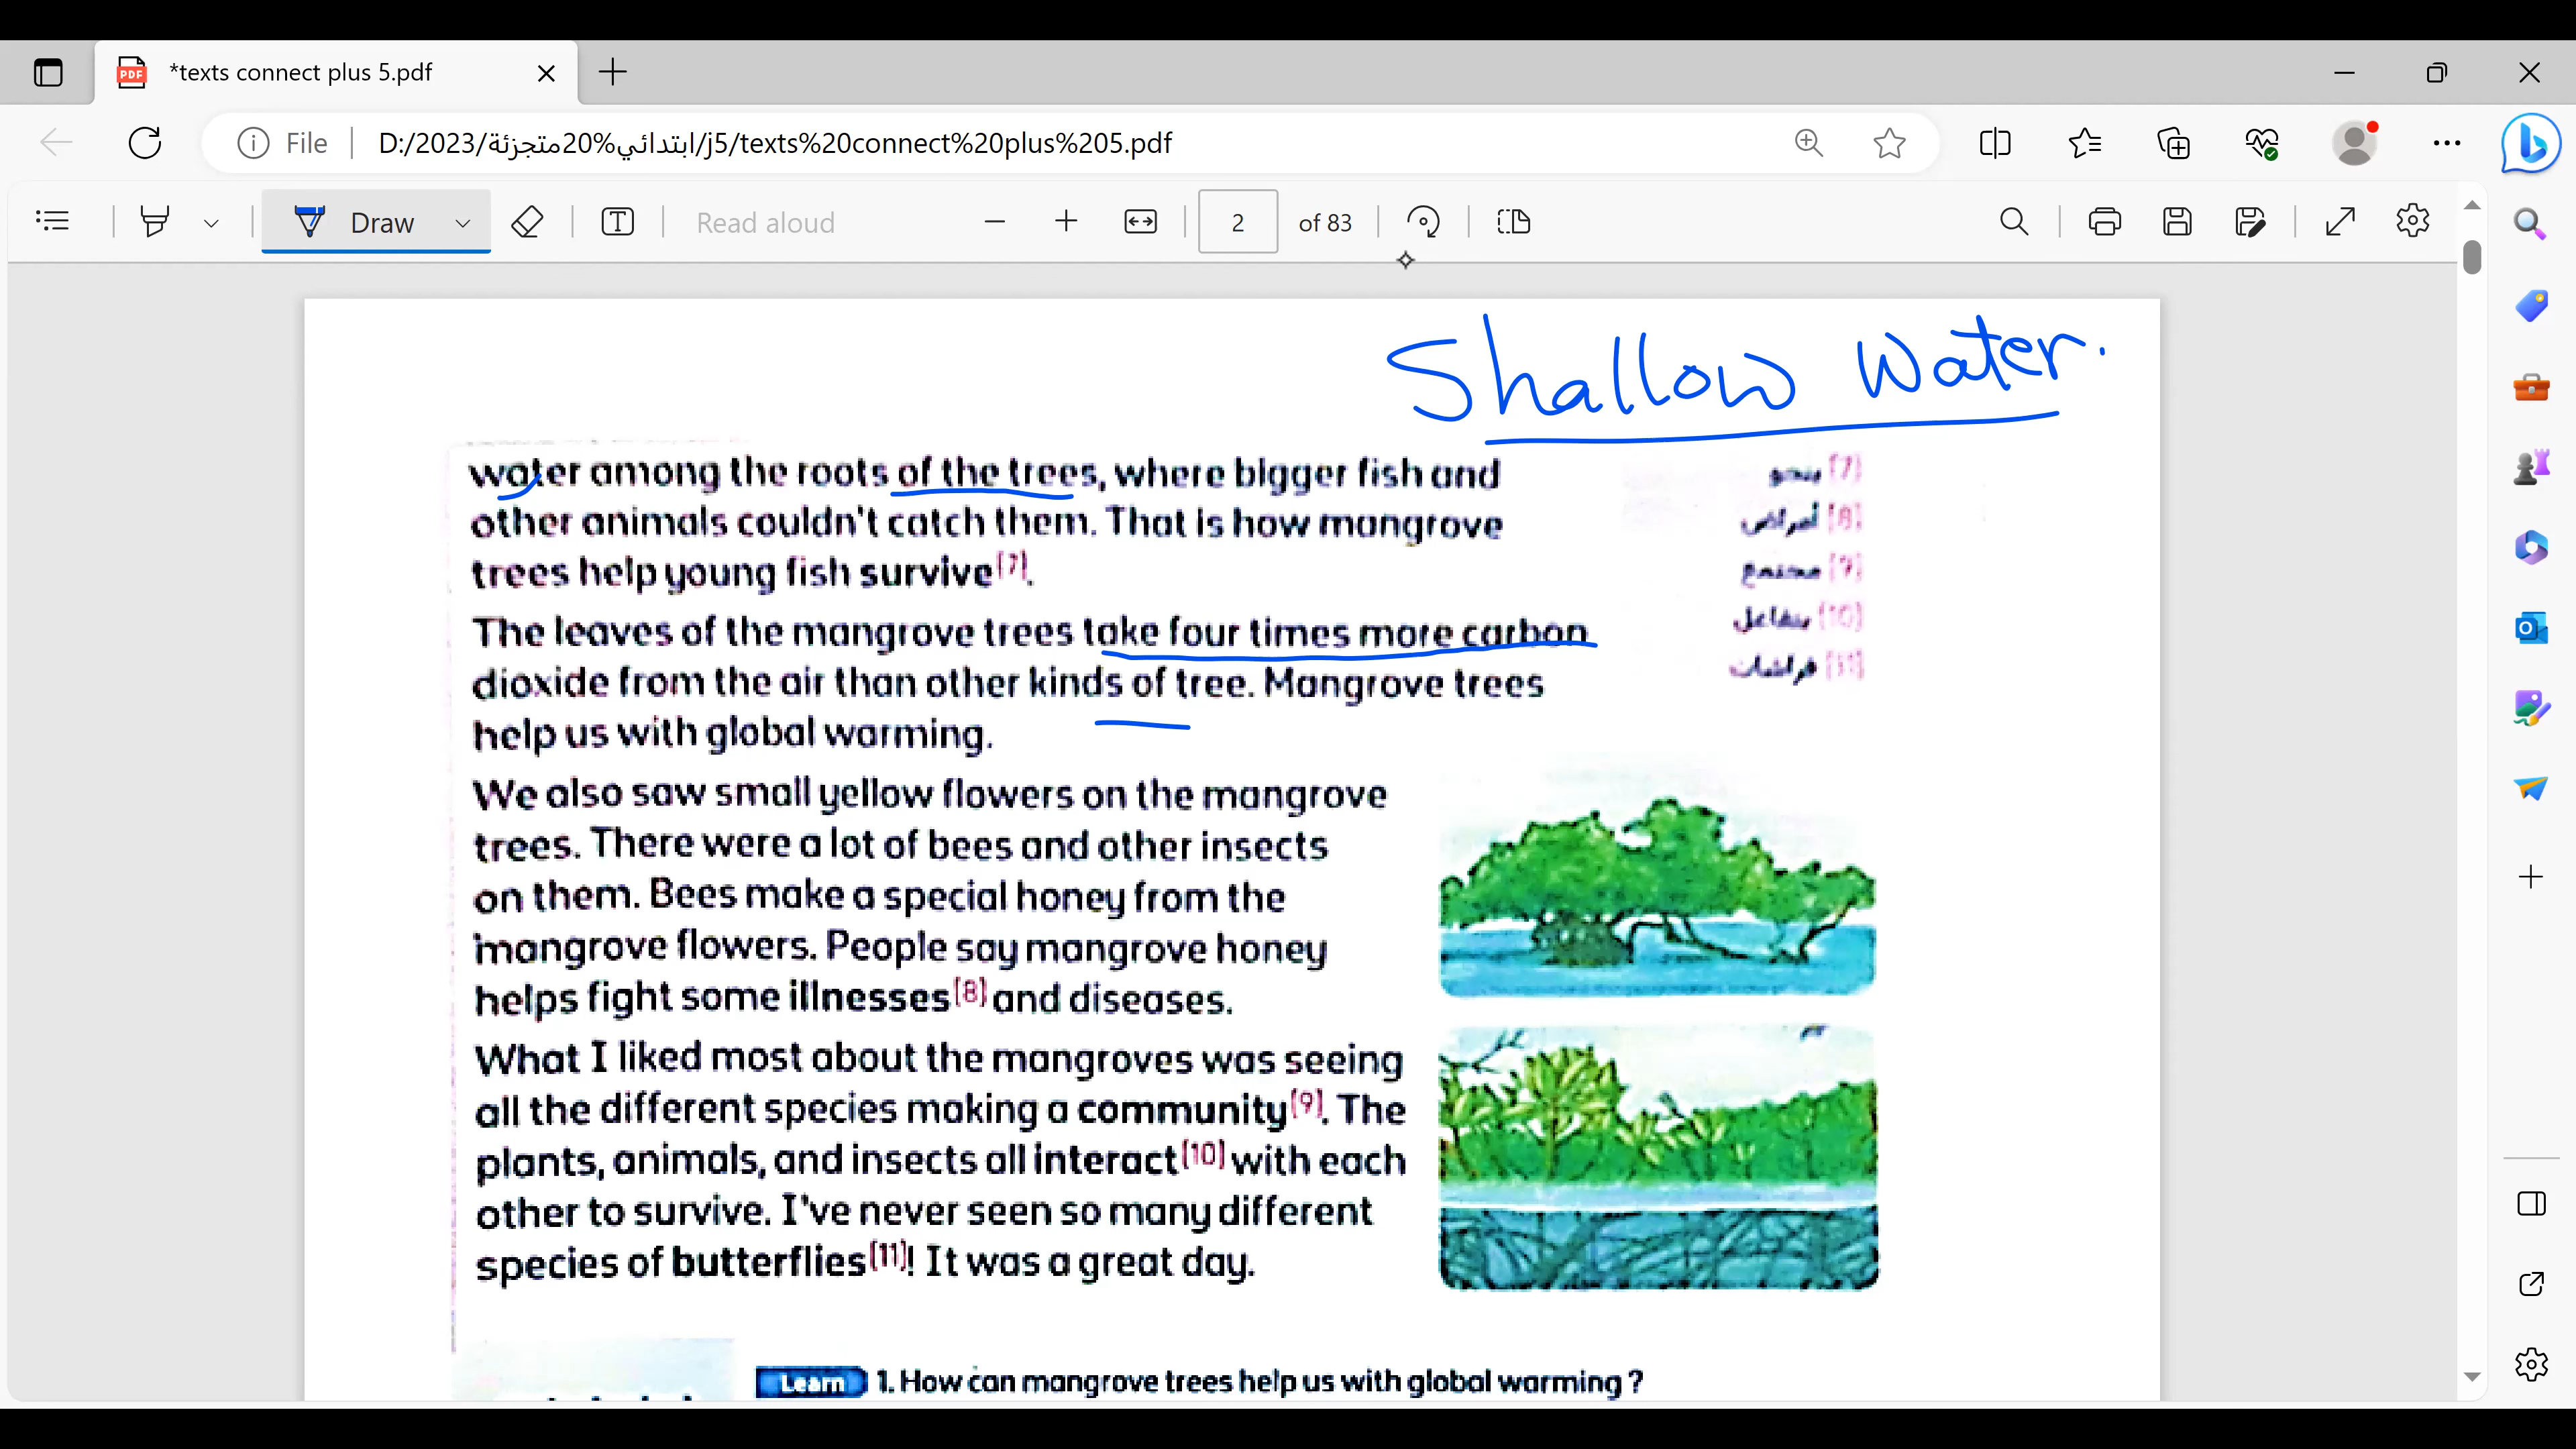 *texts connect plus 5.pdf
File
D:/2023/ابتدائي%20متجزئة/j5/texts%20connect%20plus%205.pdf
Draw
Read aloud
2 of 83
Shallow Water.
water among the roots of the trees, where bigger fish and
other animals couldn't catch them. That is how mangrove
trees help young fish survive[7].
The leaves of the mangrove trees take four times more carbon
dioxide from the air than other kinds of tree. Mangrove trees
help us with global warming.
We also saw small yellow flowers on the mangrove
trees. There were a lot of bees and other insects
on them. Bees make a special honey from the
mangrove flowers. People say mangrove honey
helps fight some illnesses[8] and diseases.
What I liked most about the mangroves was seeing
all the different species making a community[9]. The
plants, animals, and insects all interact[10] with each
other to survive. I've never seen so many different
species of butterflies[11]! It was a great day.
[7] ينجو
[8] أمراض
[9] مجتمع
[10] يتفاعل
[11] فراشات
Learn 1. How can mangrove trees help us with global warming ?